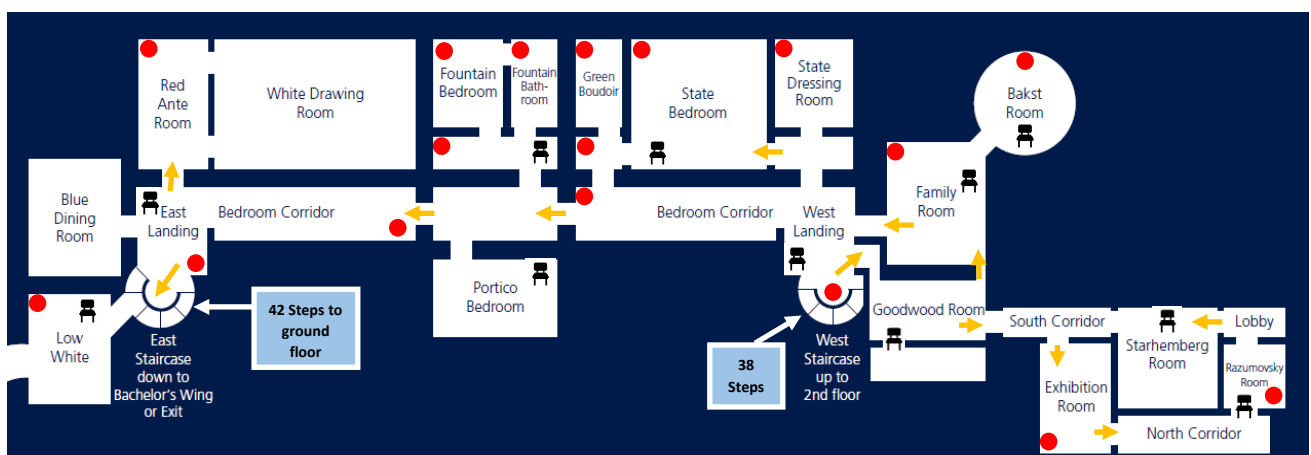 Red
Ante
Room
White Drawing
Room
Fountain
Bedroom
Fountain
Bath-
room
Green
Boudoir
State
Bedroom
State
Dressing
Room
Bakst
Room
Blue
Dining
Room
East
Landing
Bedroom Corridor
Bedroom Corridor
West
Landing
Family
Room
Portico
Bedroom
Low
White
East
Staircase
down to
Bachelor's Wing
or Exit
42 Steps to
ground
floor
38
Steps
West
Staircase
up to
2nd floor
Goodwood Room
South Corridor
Starhemberg
Room
Lobby
Razumovsky
Room
Exhibition
Room
North Corridor